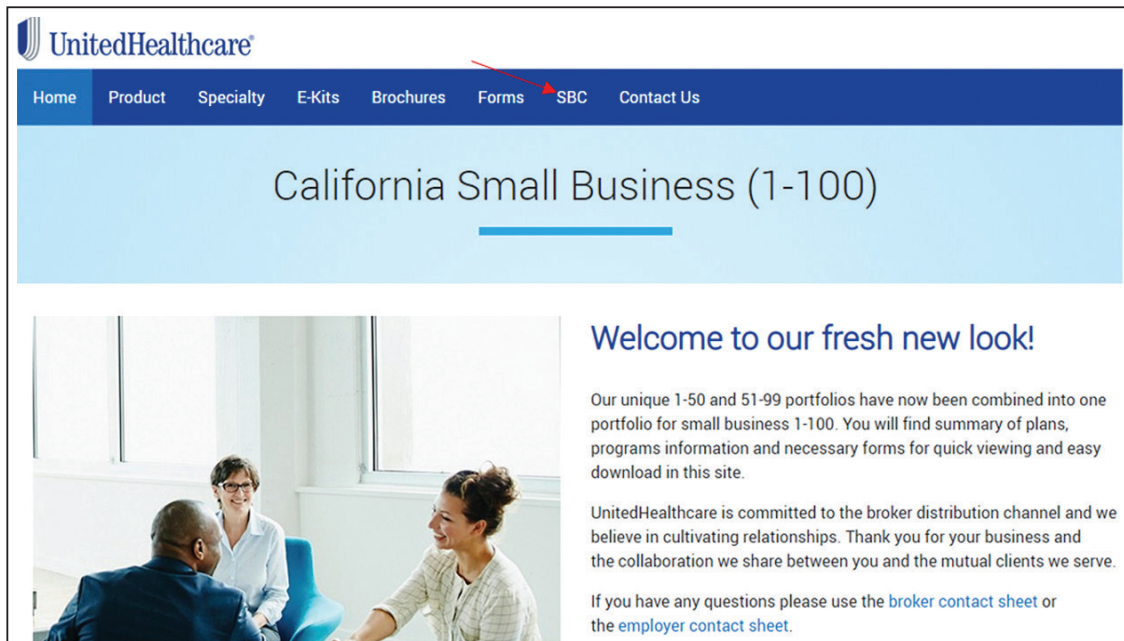 UnitedHealthcare®
Home Product Specialty E-Kits Brochures Forms SBC Contact Us
California Small Business (1-100)
Welcome to our fresh new look!
Our unique 1-50 and 51-99 portfolios have now been combined into one
portfolio for small business 1-100. You will find summary of plans,
programs information and necessary forms for quick viewing and easy
download in this site.
UnitedHealthcare is committed to the broker distribution channel and we
believe in cultivating relationships. Thank you for your business and
the collaboration we share between you and the mutual clients we serve.
If you have any questions please use the broker contact sheet or
the employer contact sheet.